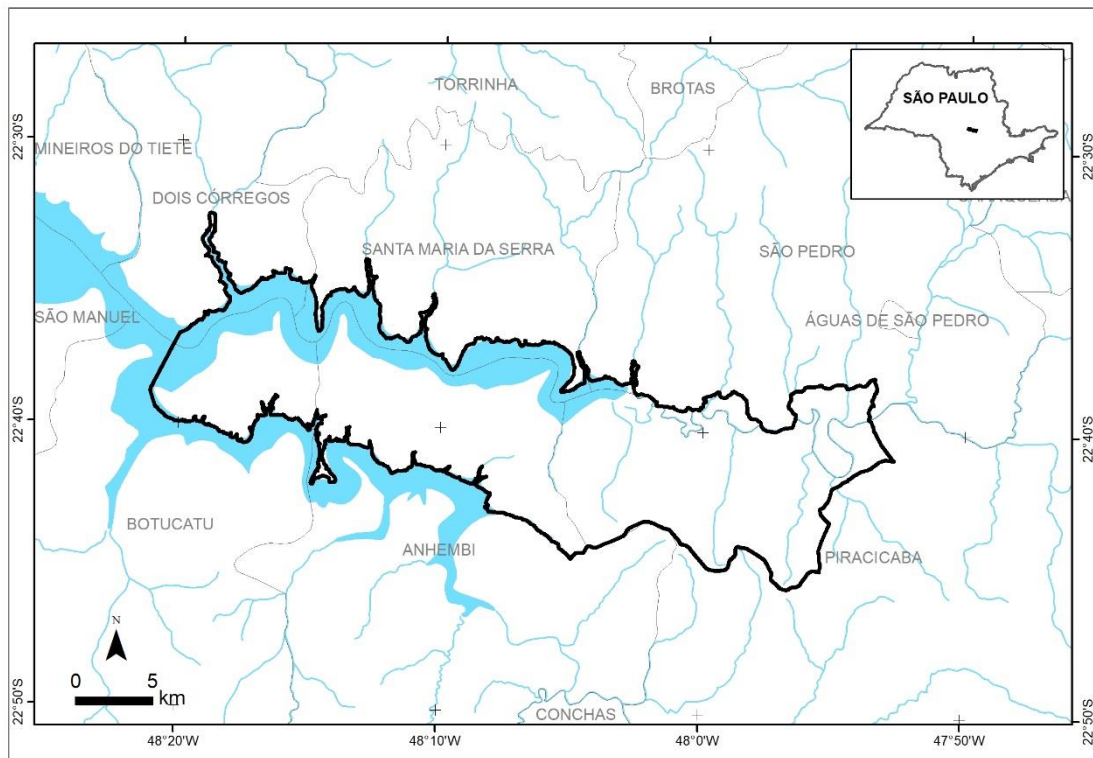 TORRINHA
BROTAS
SÃO PAULO
22°30'S
22°30'S
MINEIROS DO TIETÊ
DOIS CÓRREGOS
SANTA MARIA DA SERRA
SÃO PEDRO
SÃO MANUEL
ÁGUAS DE SÃO PEDRO
22°40'S
22°40'S
BOTUCATU
ANHEMBI
PIRACICABA
N
0 5
km
CONCHAS
22°50'S
22°50'S
48°20'W
48°10'W
48°0'W
47°50'W